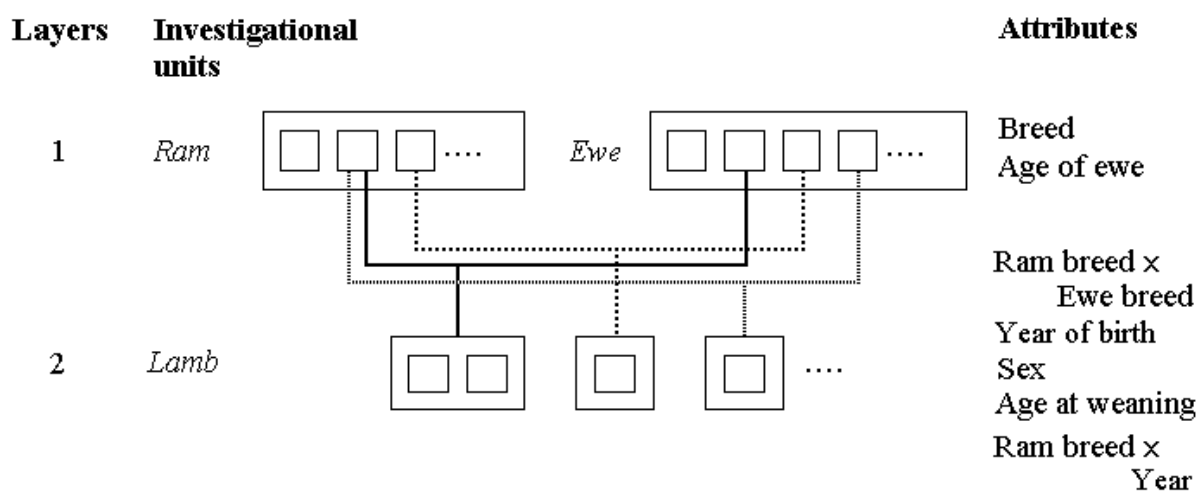 Layers Investigational units Attributes
1 Ram .... Ewe .... Breed
Age of ewe
Ram breed x
Ewe breed
Year of birth
2 Lamb .... Sex
Age at weaning
Ram breed x
Year